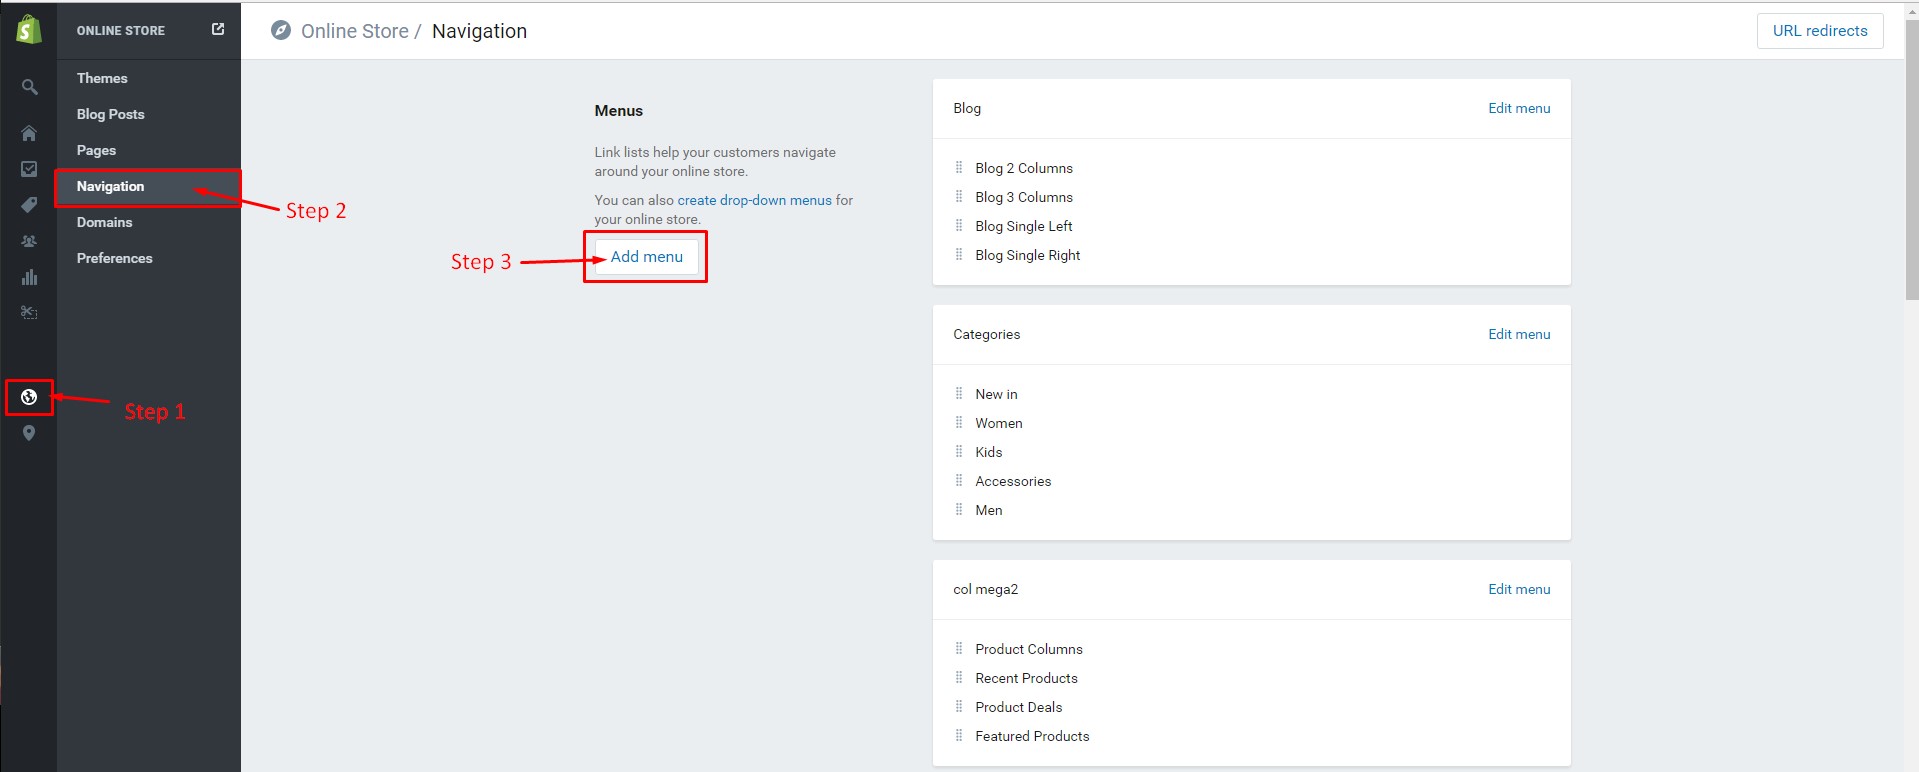 ONLINE STORE
Themes
Blog Posts
Pages
Navigation
Domains
Preferences
Step 1
Step 2
Online Store / Navigation
URL redirects
Menus
Link lists help your customers navigate
around your online store.
You can also create drop-down menus for
your online store.
Step 3
Add menu
Blog
Edit menu
Blog 2 Columns
Blog 3 Columns
Blog Single Left
Blog Single Right
Categories
Edit menu
New in
Women
Kids
Accessories
Men
col mega2
Edit menu
Product Columns
Recent Products
Product Deals
Featured Products